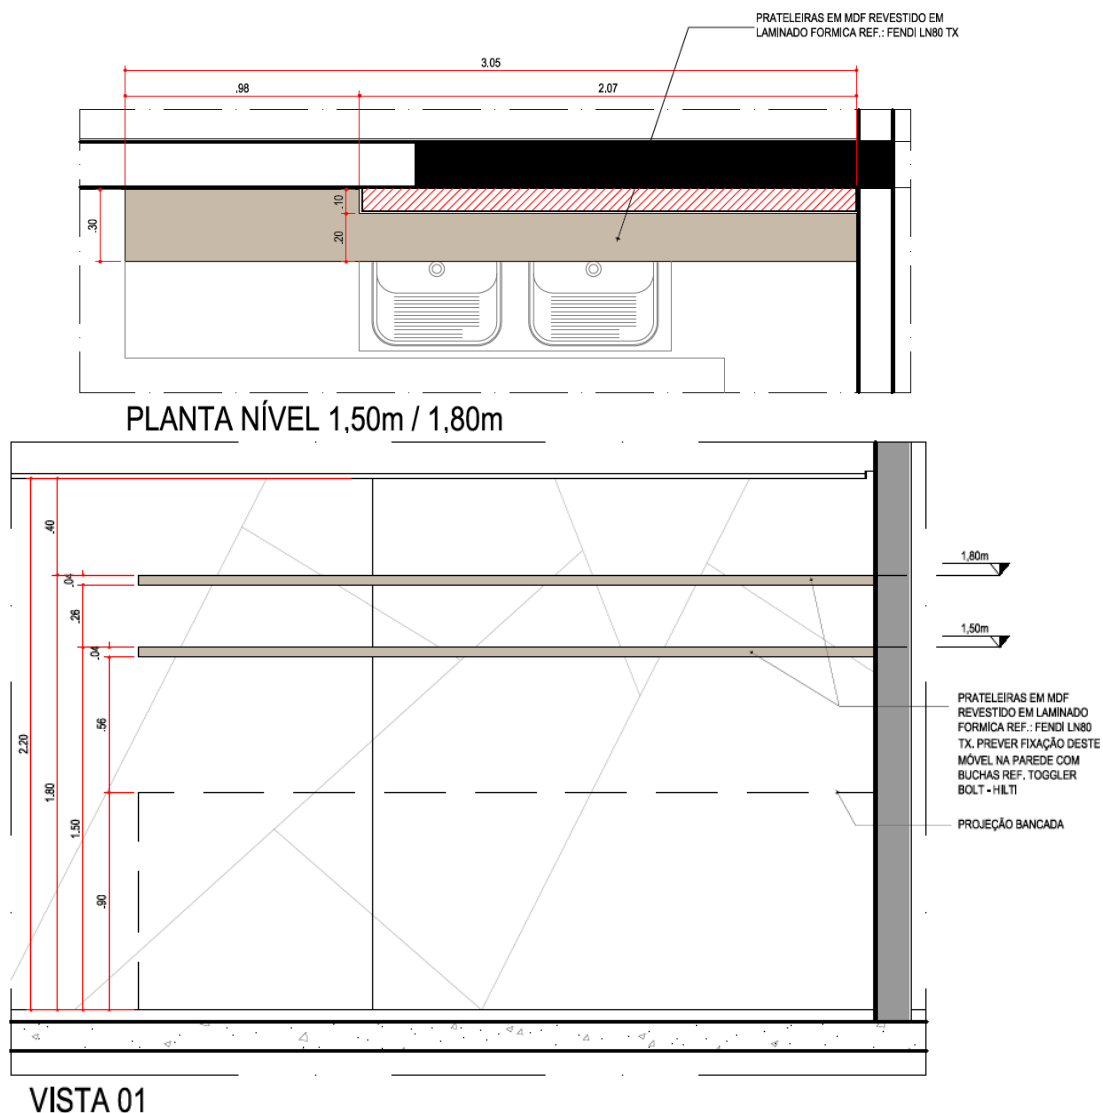 PRATELEIRAS EM MDF REVESTIDO EM
LAMINADO FORMICA REF.: FENDI LN80 TX
3.05
.98
2.07
.10
.30
.20
PLANTA NÍVEL 1,50m / 1,80m
.40
1,80m
.04
.26
1,50m
.04
PRATELEIRAS EM MDF
REVESTIDO EM LAMINADO
FORMICA REF.: FENDI LN80
TX. PREVER FIXAÇÃO DESTE
MÓVEL NA PAREDE COM
BUCHAS REF. TOGGLER
BOLT - HILTI
.56
2.20
1.80
1.50
PROJEÇÃO BANCADA
.90
VISTA 01